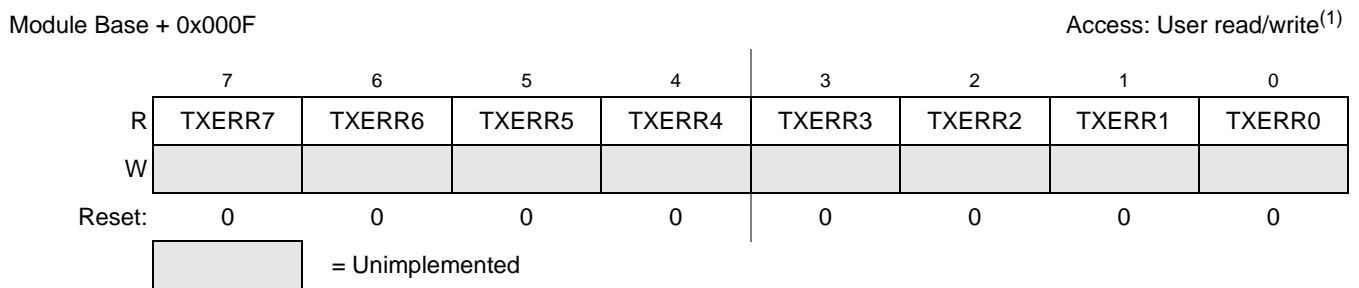 Module Base + 0x000F Access: User read/write(1)
7 6 5 4 3 2 1 0
R TXERR7 TXERR6 TXERR5 TXERR4 TXERR3 TXERR2 TXERR1 TXERR0
W
Reset: 0 0 0 0 0 0 0 0
= Unimplemented